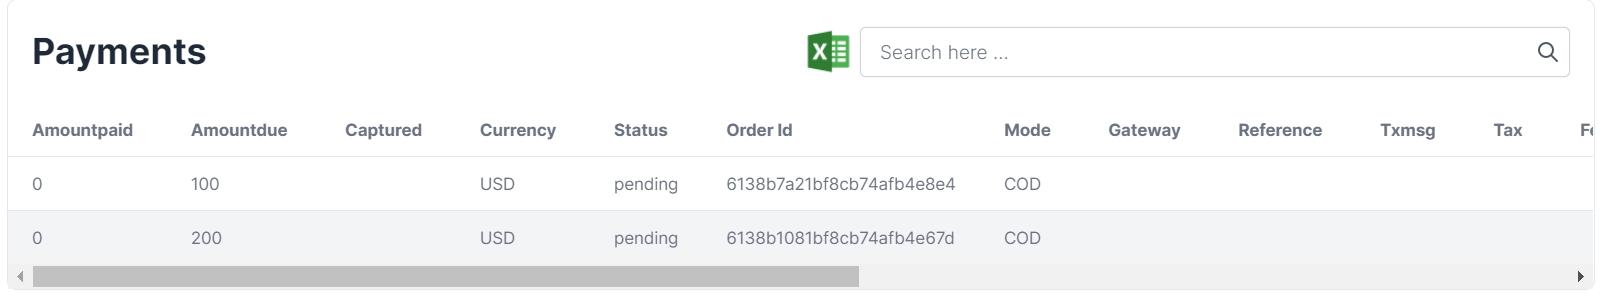 Payments
X
Search here ...
Amountpaid Amountdue Captured Currency Status Order Id Mode Gateway Reference Txmsg Tax
0 100 USD pending 6138b7a21bf8cb74afb4e8e4 COD
0 200 USD pending 6138b1081bf8cb74afb4e67d COD